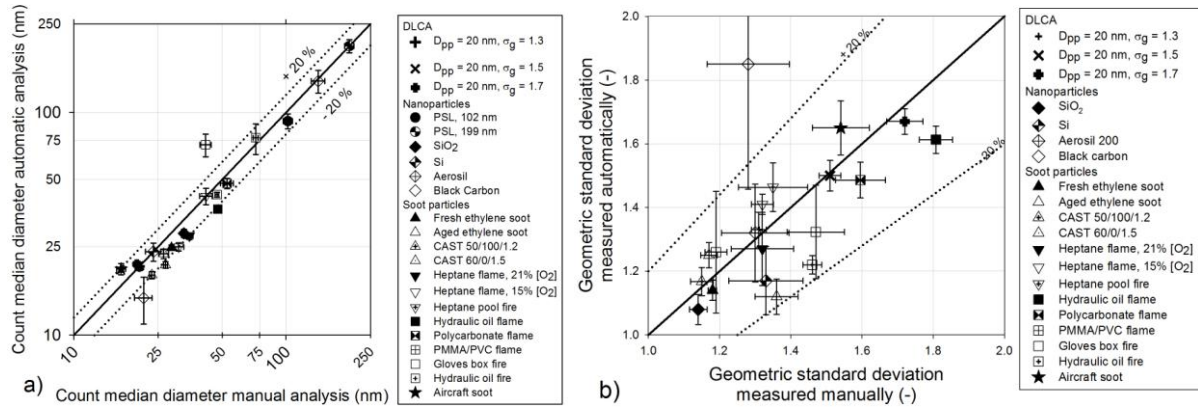 a)
Count median diameter automatic analysis (nm)
250
100
75
50
25
10
+ 20 %
- 20 %
10
25
50
75
100
250
Count median diameter manual analysis (nm)
DLCA
Dpp = 20 nm, σg = 1.3
Dpp = 20 nm, σg = 1.5
Dpp = 20 nm, σg = 1.7
Nanoparticles
PSL, 102 nm
PSL, 199 nm
SiO₂
Si
Aerosil
Black Carbon
Soot particles
Fresh ethylene soot
Aged ethylene soot
CAST 50/100/1.2
CAST 60/0/1.5
Heptane flame, 21% [O₂]
Heptane flame, 15% [O₂]
Heptane pool fire
Hydraulic oil flame
Polycarbonate flame
PMMA/PVC flame
Gloves box fire
Hydraulic oil fire
Aircraft soot
b)
Geometric standard deviation
measured automatically (-)
2.0
1.8
1.6
1.4
1.2
1.0
+ 20 %
- 20 %
1.0
1.2
1.4
1.6
1.8
2.0
Geometric standard deviation
measured manually (-)
DLCA
Dpp = 20 nm, σg = 1.3
Dpp = 20 nm, σg = 1.5
Dpp = 20 nm, σg = 1.7
Nanoparticles
SiO₂
Si
Aerosil 200
Black carbon
Soot particles
Fresh ethylene soot
Aged ethylene soot
CAST 50/100/1.2
CAST 60/0/1.5
Heptane flame, 21% [O₂]
Heptane flame, 15% [O₂]
Heptane pool fire
Hydraulic oil flame
Polycarbonate flame
PMMA/PVC flame
Gloves box fire
Hydraulic oil fire
Aircraft soot